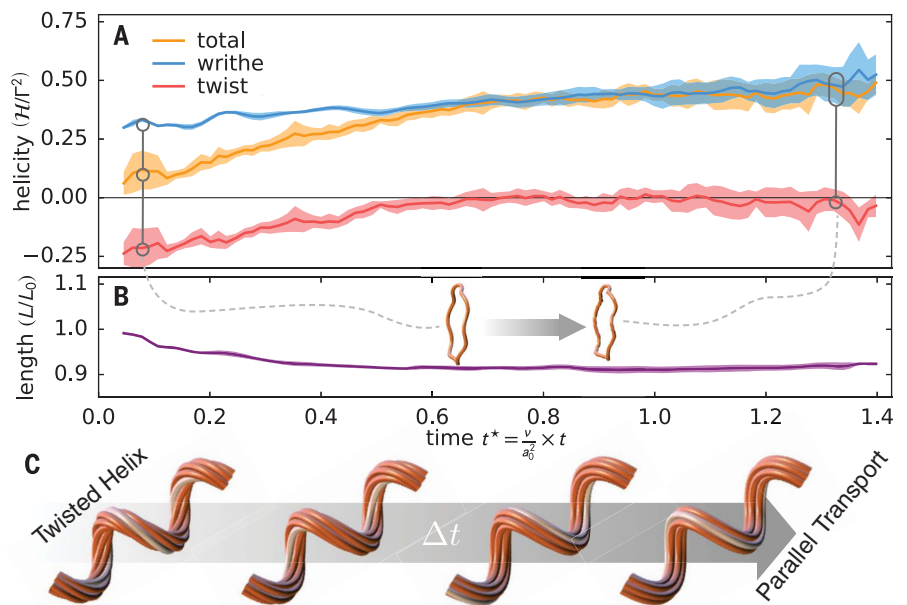 A
total
writhe
twist
helicity (ℋ/Γ²)
0.75
0.50
0.25
0.00
−0.25
B
length (L/L₀)
1.1
1.0
0.9
0.0 0.2 0.4 0.6 0.8 1.0 1.2 1.4
time t⋆ = ν/a₀² × t
C
Twisted Helix
Δt
Parallel Transport